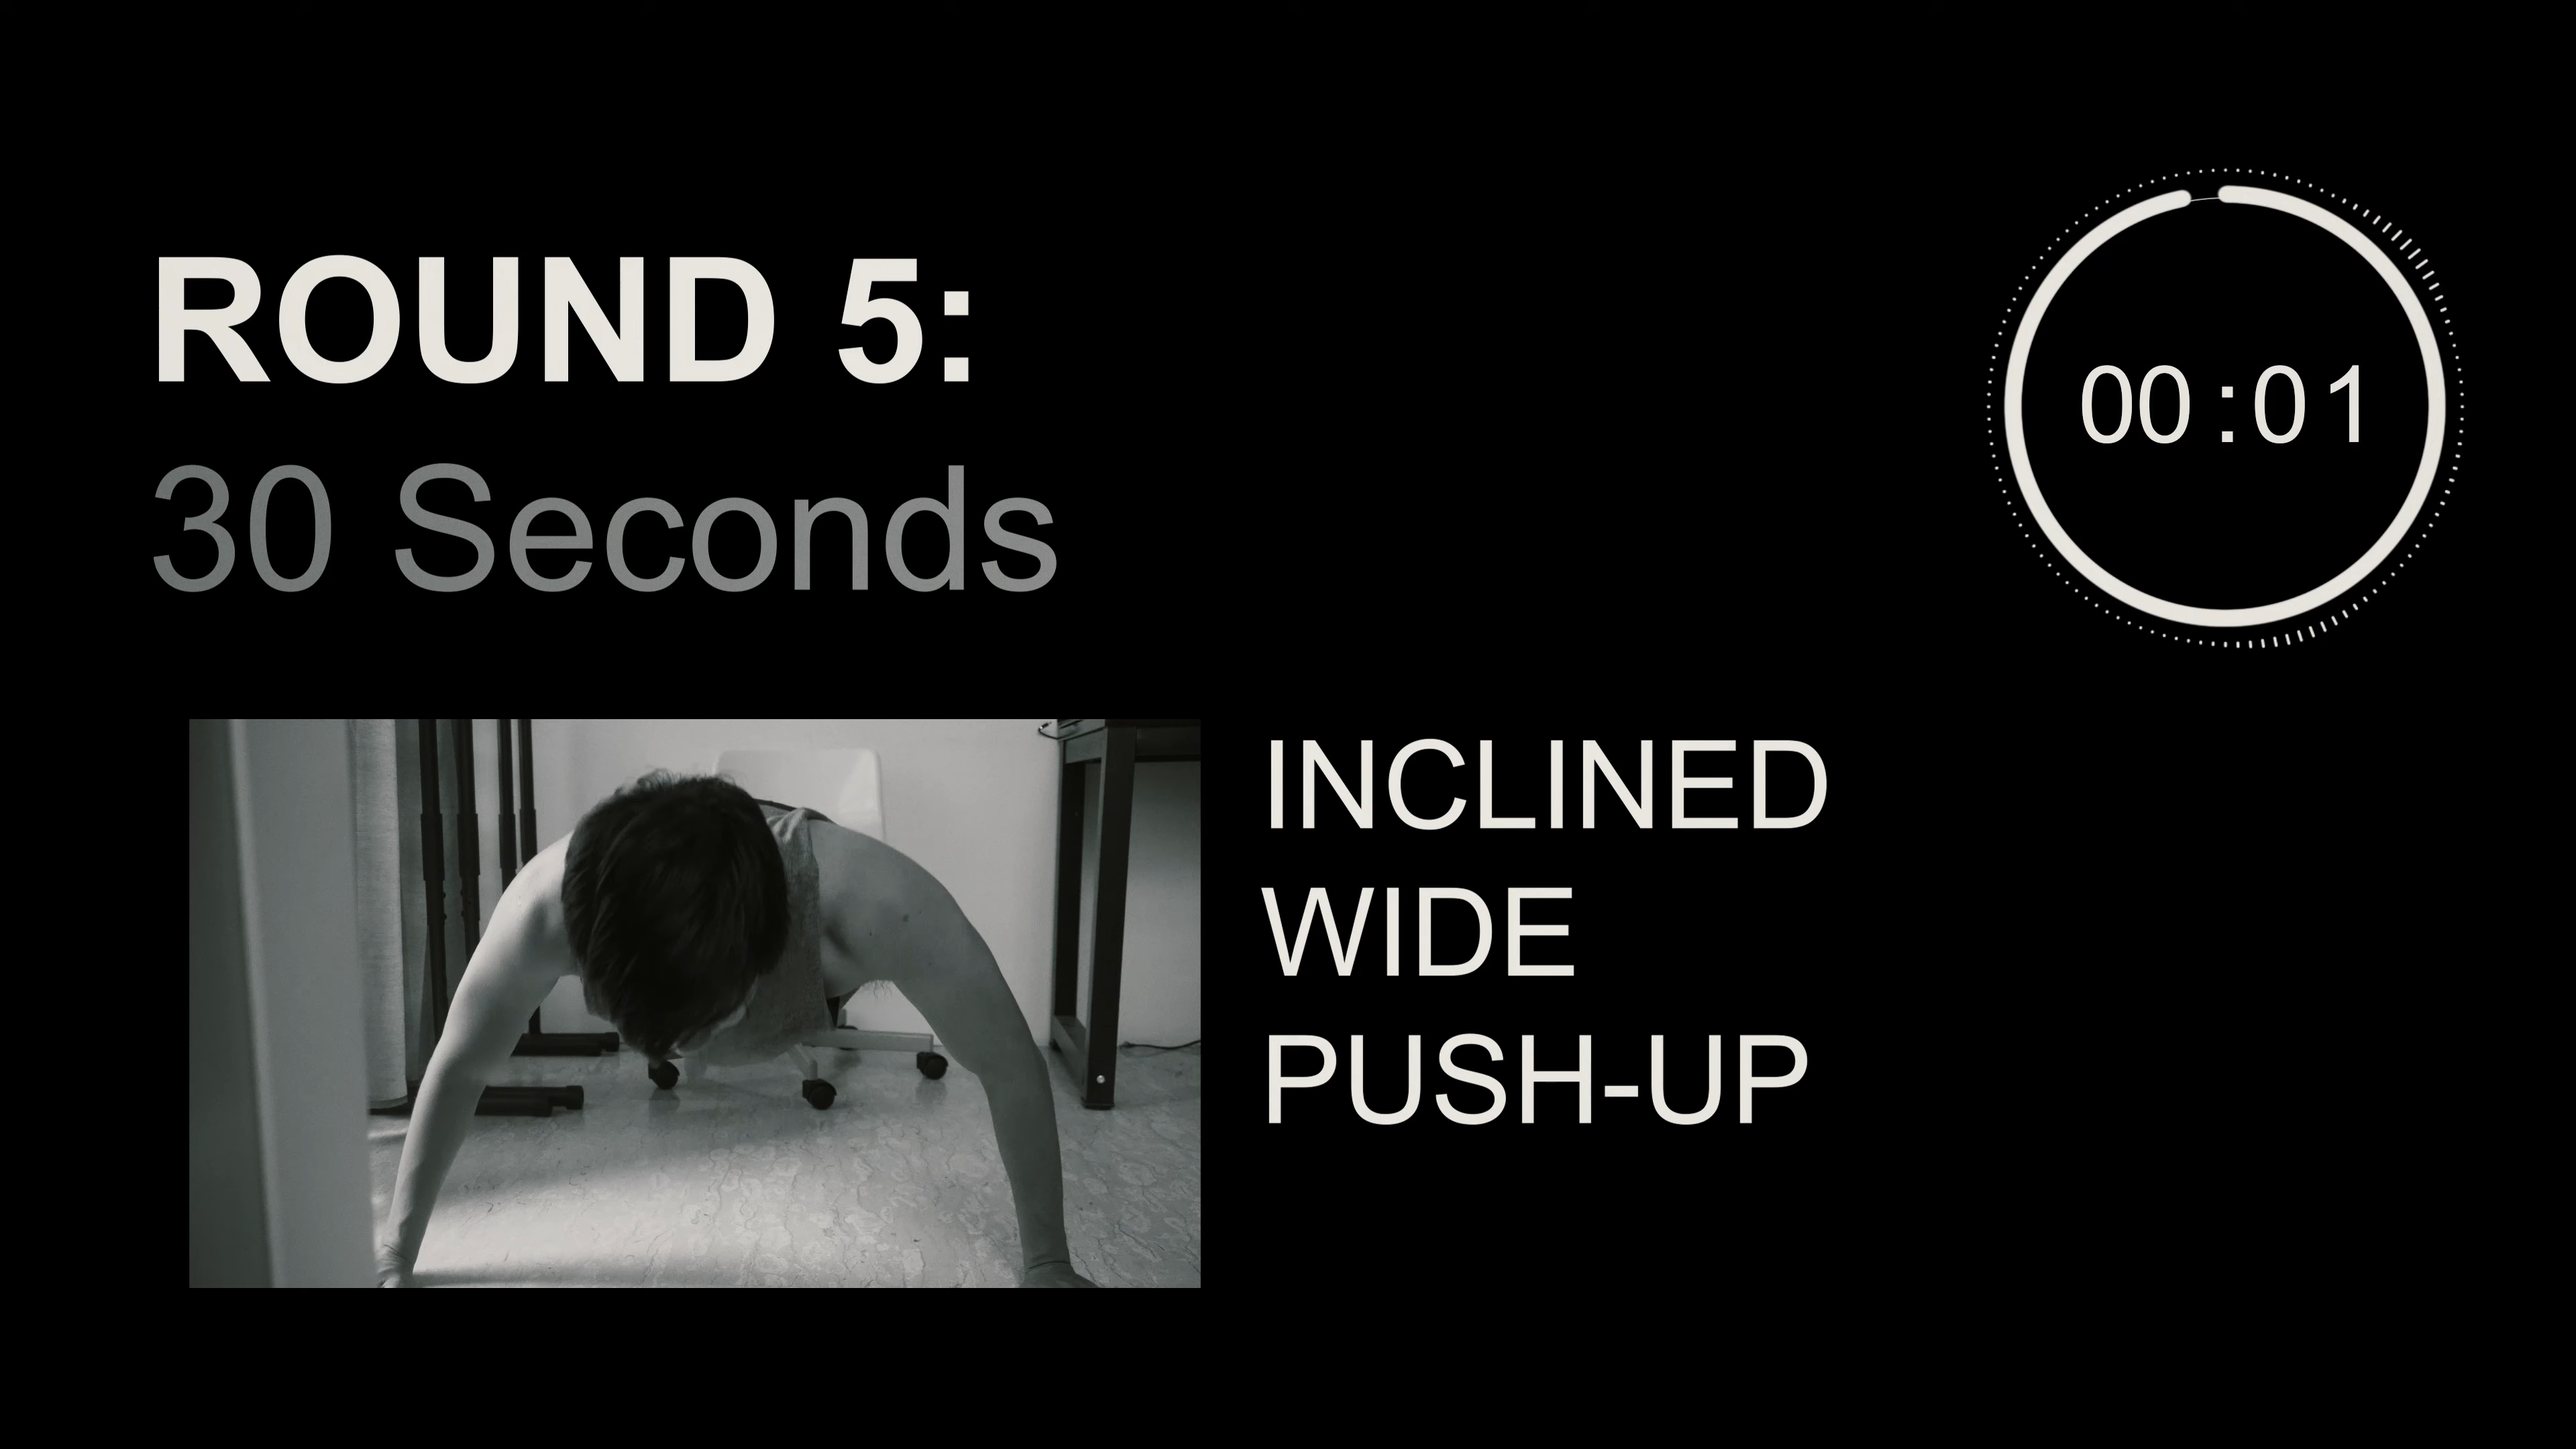 ROUND 5:
30 Seconds
00:01
INCLINED
WIDE
PUSH-UP